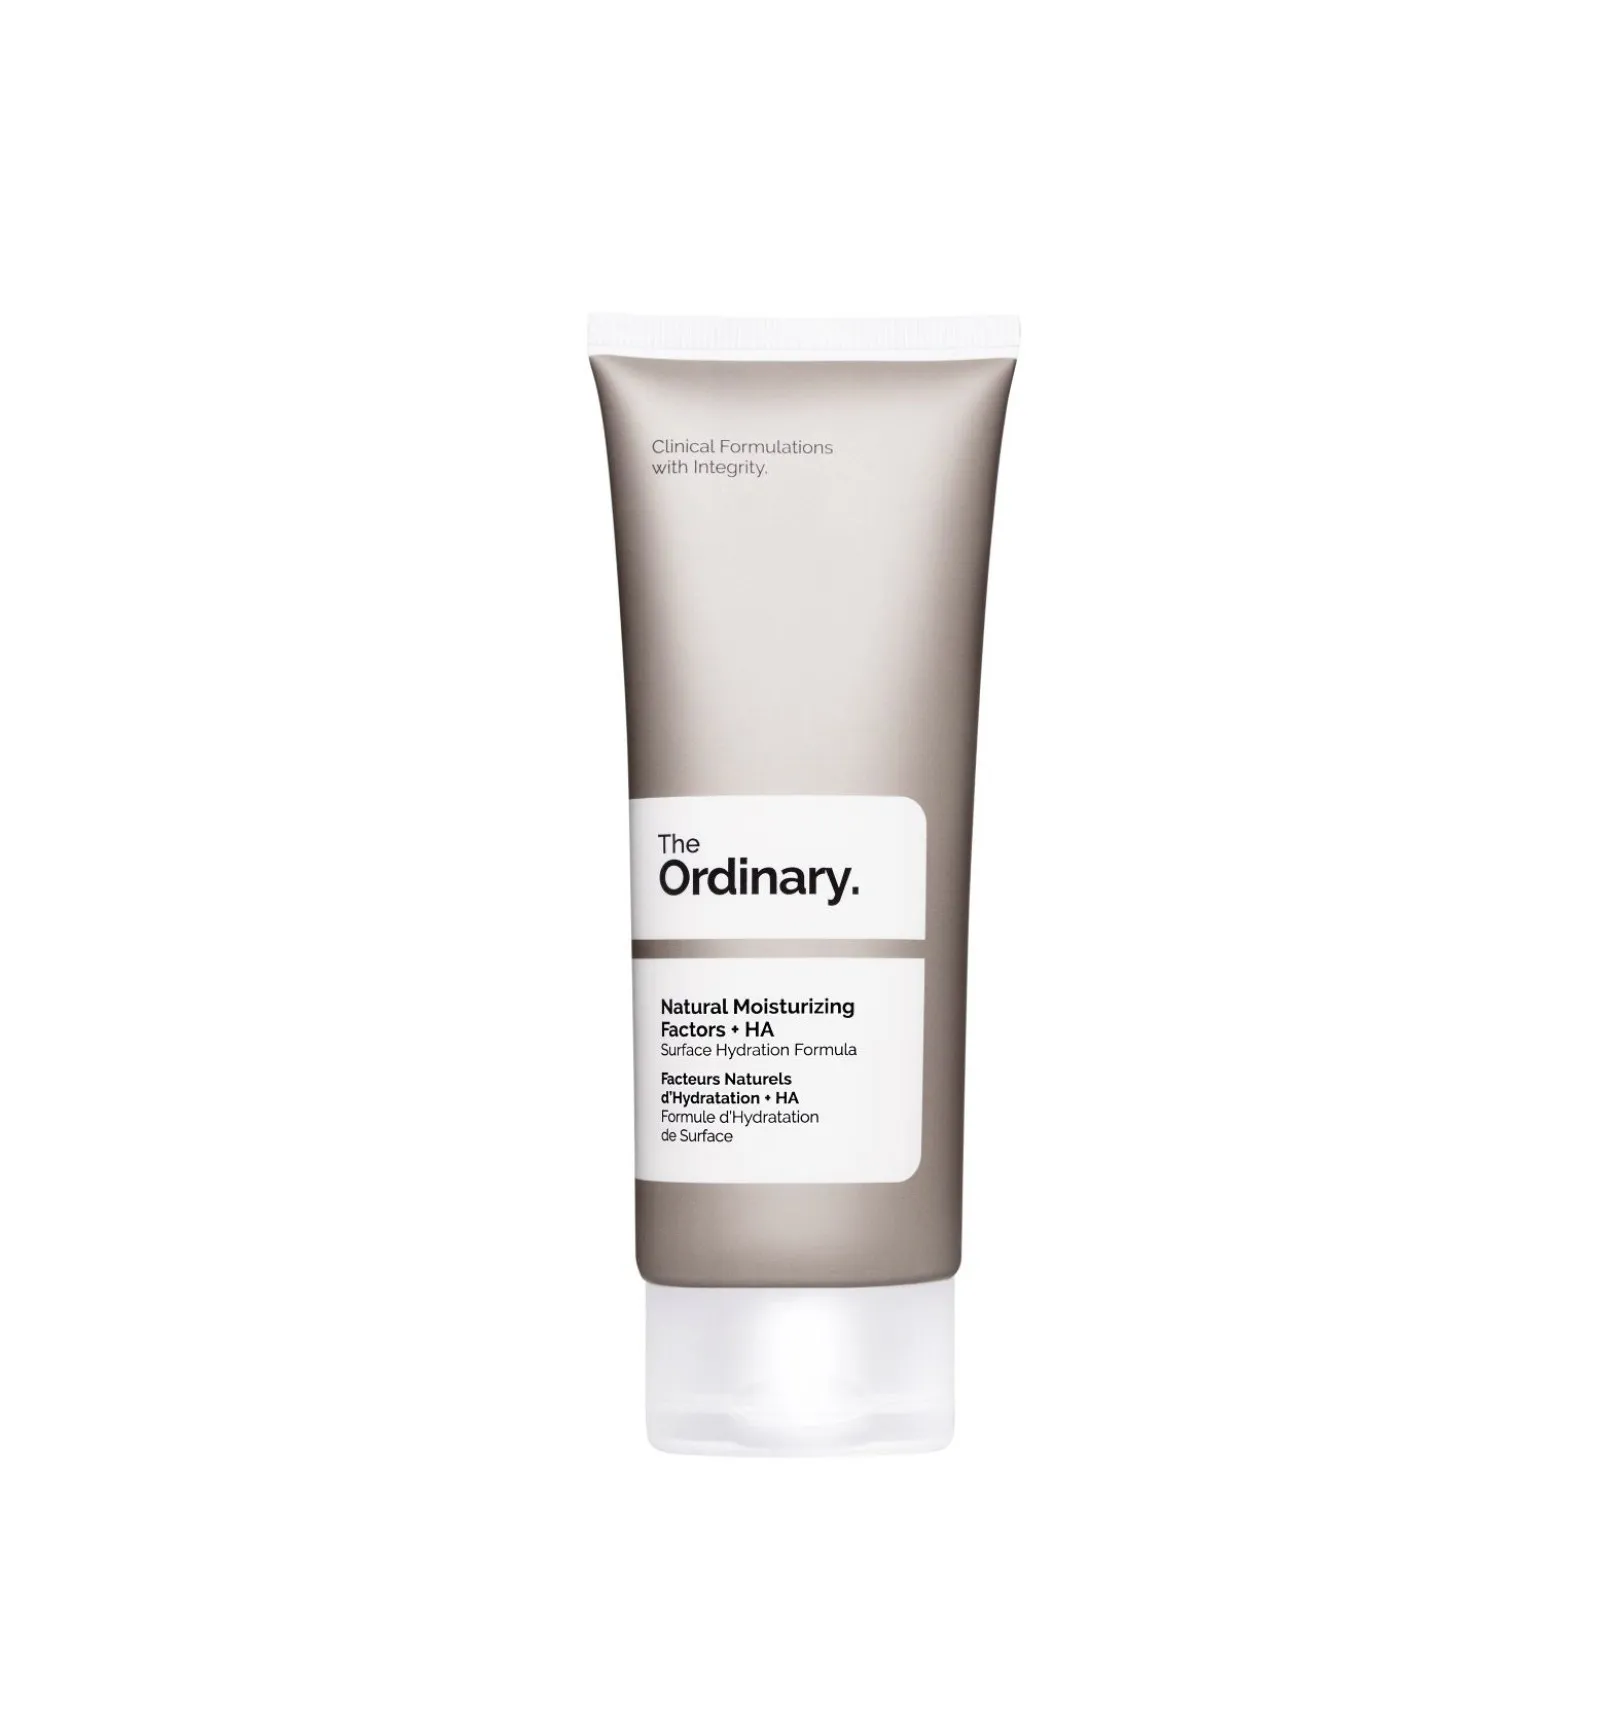 Clinical Formulations
with Integrity.
The
Ordinary.
Natural Moisturizing
Factors + HA
Surface Hydration Formula
Facteurs Naturels
d'Hydratation + HA
Formule d'Hydratation
de Surface